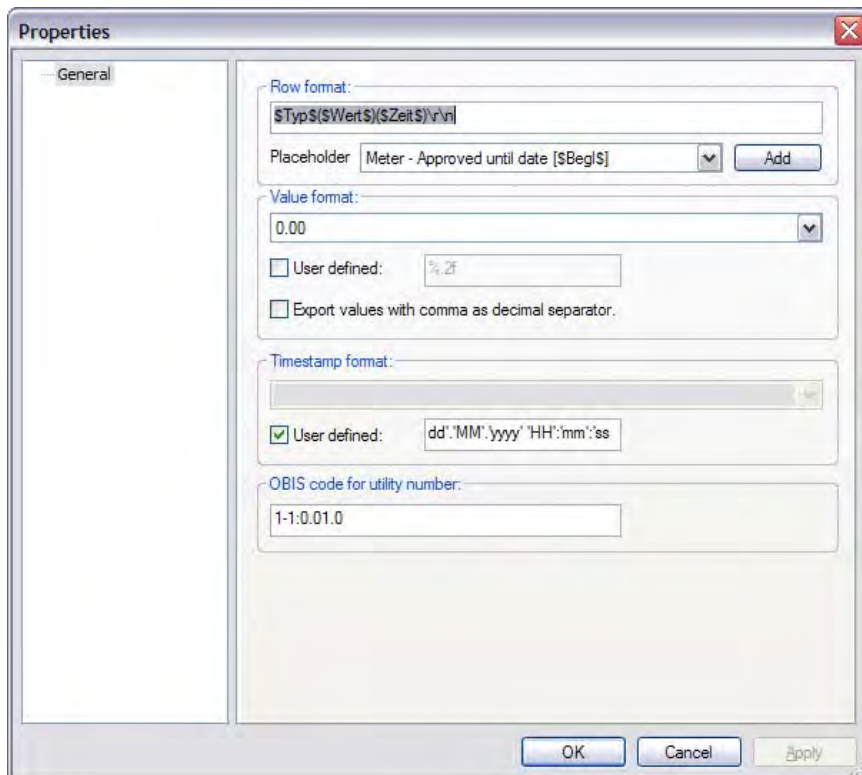 Properties
General
Row format:
$Typ$($Wert$)($Zeit$)\r\n
Placeholder Meter - Approved until date [$Begl$] Add
Value format:
0.00
User defined: %.2f
Export values with comma as decimal separator.
Timestamp format:
User defined: dd'.'MM'.'yyyy' 'HH':'mm':'ss
OBIS code for utility number:
1-1:0.01.0
OK Cancel Apply